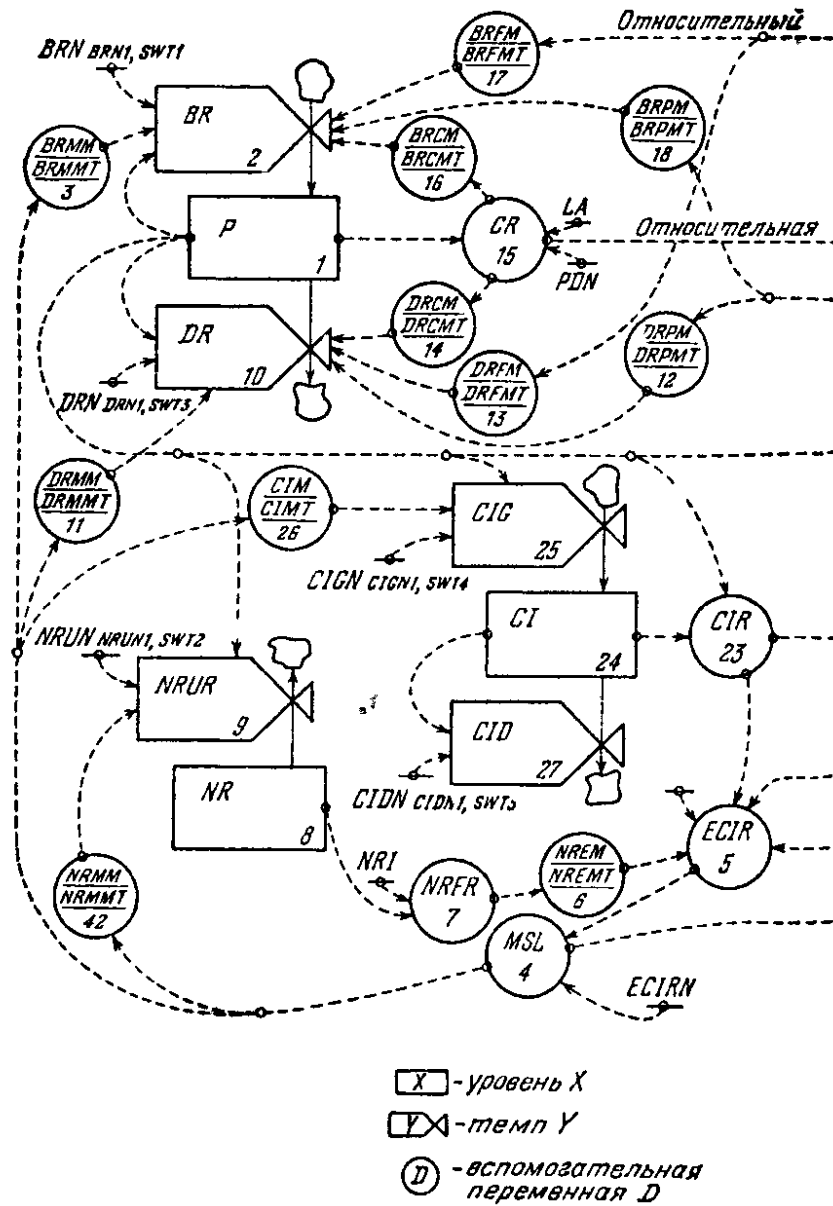 Относительный
BRN BRN1, SWT1
BRFM
BRFMT
17
BR
2
BRPM
BRPMT
18
BRMM
BRMMT
3
BRCM
BRCMT
16
P
1
CR
15
LA
Относительная
PDN
DR
10
DRCM
DRCMT
14
DRPM
DRPMT
12
DRFM
DRFMT
13
DRN DRN1, SWT3
DRMM
DRMMT
11
CIM
CIMT
26
CIG
25
CIGN CIGN1, SWT4
CI
24
CIR
23
NRUN NRUN1, SWT2
NRUR
9
CID
27
CIDN CIDN1, SWT5
NR
8
ECIR
5
NRI
NREM
NREMT
6
NRFR
7
NRMM
NRMMT
42
MSL
4
ECIRN
X - уровень X
Y - темп Y
D - вспомогательная
переменная D